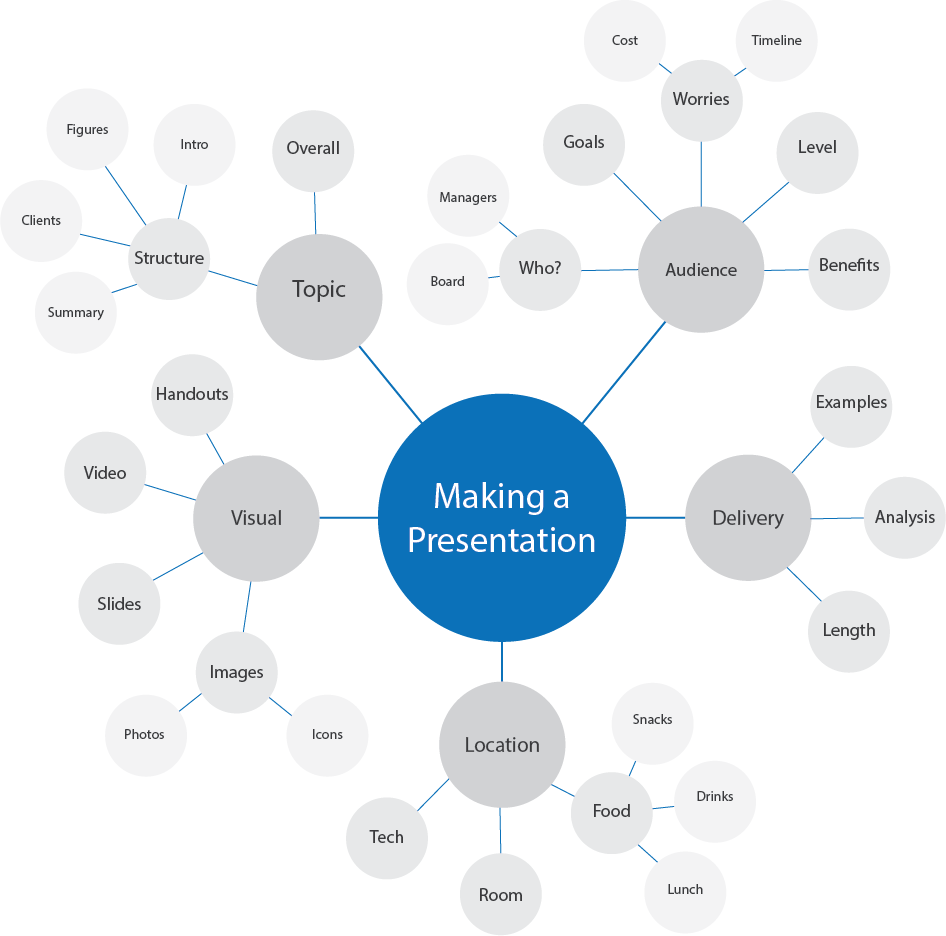 Cost
Timeline
Worries
Figures
Intro
Overall
Goals
Level
Managers
Clients
Structure
Who?
Audience
Benefits
Board
Topic
Summary
Handouts
Examples
Video
Visual
Making a
Presentation
Delivery
Analysis
Slides
Length
Images
Photos
Icons
Location
Snacks
Drinks
Food
Tech
Lunch
Room